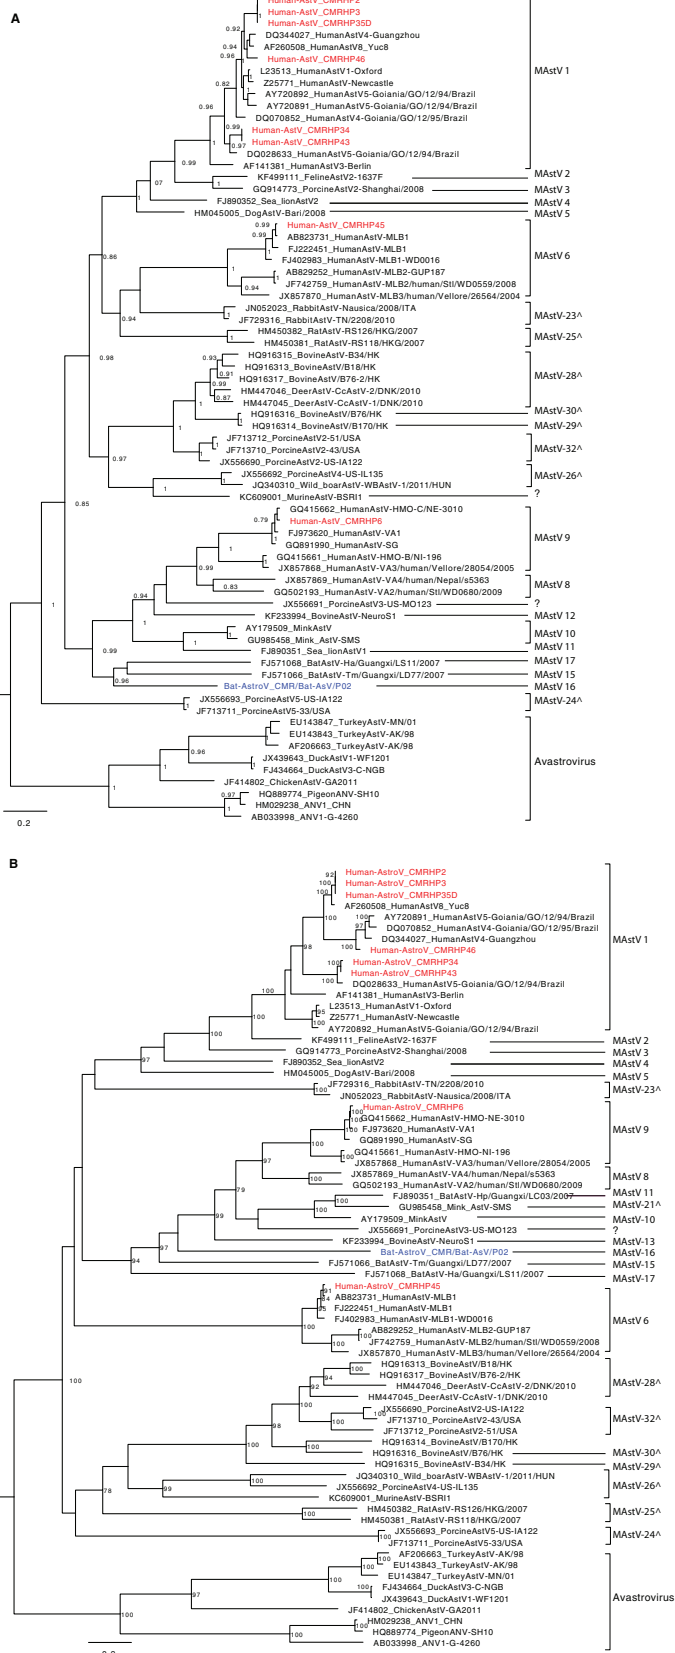 A
Human-AstV_CMRHP2
Human-AstV_CMRHP3
Human-AstV_CMRHP35D
DQ344027_HumanAstV4-Guangzhou
AF260508_HumanAstV8_Yuc8
Human-AstV_CMRHP46
L23513_HumanAstV1-Oxford
Z25771_HumanAstV-Newcastle
AY720892_HumanAstV5-Goiania/GO/12/94/Brazil
AY720891_HumanAstV5-Goiania/GO/12/94/Brazil
DQ070852_HumanAstV4-Goiania/GO/12/95/Brazil
Human-AstV_CMRHP34
Human-AstV_CMRHP43
DQ028633_HumanAstV5-Goiania/GO/12/94/Brazil
AF141381_HumanAstV3-Berlin
MAstV 1
KF499111_FelineAstV2-1637F MAstV 2
GQ914773_PorcineAstV2-Shanghai/2008 MAstV 3
FJ890352_Sea_lionAstV2 MAstV 4
HM045005_DogAstV-Bari/2008 MAstV 5
Human-AstV_CMRHP45
AB823731_HumanAstV-MLB1
FJ222451_HumanAstV-MLB1
FJ402983_HumanAstV-MLB1-WD0016
AB829252_HumanAstV-MLB2-GUP187
JF742759_HumanAstV-MLB2/human/Stl/WD0559/2008
JX857870_HumanAstV-MLB3/human/Vellore/26564/2004
MAstV 6
JN052023_RabbitAstV-Nausica/2008/ITA
JF729316_RabbitAstV-TN/2208/2010
MAstV-23^
HM450382_RatAstV-RS126/HKG/2007
HM450381_RatAstV-RS118/HKG/2007
MAstV-25^
HQ916315_BovineAstV-B34/HK
HQ916313_BovineAstV/B18/HK
HQ916317_BovineAstV/B76-2/HK
HM447046_DeerAstV-CcAstV-2/DNK/2010
HM447045_DeerAstV-CcAstV-1/DNK/2010
MAstV-28^
HQ916316_BovineAstV/B76/HK MAstV-30^
HQ916314_BovineAstV/B170/HK MAstV-29^
JF713712_PorcineAstV2-51/USA
JF713710_PorcineAstV2-43/USA
JX556690_PorcineAstV2-US-IA122
MAstV-32^
JX556692_PorcineAstV4-US-IL135
JQ340310_Wild_boarAstV-WBAstV-1/2011/HUN
MAstV-26^
KC609001_MurineAstV-BSRI1 ?
GQ415662_HumanAstV-HMO-C/NE-3010
Human-AstV_CMRHP6
FJ973620_HumanAstV-VA1
GQ891990_HumanAstV-SG
GQ415661_HumanAstV-HMO-B/NI-196
JX857868_HumanAstV-VA3/human/Vellore/28054/2005
MAstV 9
JX857869_HumanAstV-VA4/human/Nepal/s5363
GQ502193_HumanAstV-VA2/human/Stl/WD0680/2009
MAstV 8
JX556691_PorcineAstV3-US-MO123 ?
KF233994_BovineAstV-NeuroS1 MAstV 12
AY179509_MinkAstV
GU985458_Mink_AstV-SMS
MAstV 10
FJ890351_Sea_lionAstV1 MAstV 11
FJ571068_BatAstV-Ha/Guangxi/LS11/2007 MAstV 17
FJ571066_BatAstV-Tm/Guangxi/LD77/2007 MAstV 15
Bat-AstroV_CMR/Bat-AsV/P02 MAstV 16
JX556693_PorcineAstV5-US-IA122
JF713711_PorcineAstV5-33/USA
MAstV-24^
EU143847_TurkeyAstV-MN/01
EU143843_TurkeyAstV-AK/98
AF206663_TurkeyAstV-AK/98
JX439643_DuckAstV1-WF1201
FJ434664_DuckAstV3-C-NGB
JF414802_ChickenAstV-GA2011
HQ889774_PigeonANV-SH10
HM029238_ANV1_CHN
AB033998_ANV1-G-4260
Avastrovirus
0.2
B
Human-AstroV_CMRHP2
Human-AstroV_CMRHP3
Human-AstroV_CMRHP35D
AF260508_HumanAstV8_Yuc8
AY720891_HumanAstV5-Goiania/GO/12/94/Brazil
DQ070852_HumanAstV4-Goiania/GO/12/95/Brazil
DQ344027_HumanAstV4-Guangzhou
Human-AstroV_CMRHP46
Human-AstroV_CMRHP34
Human-AstroV_CMRHP43
DQ028633_HumanAstV5-Goiania/GO/12/94/Brazil
AF141381_HumanAstV3-Berlin
L23513_HumanAstV1-Oxford
Z25771_HumanAstV-Newcastle
AY720892_HumanAstV5-Goiania/GO/12/94/Brazil
MAstV 1
KF499111_FelineAstV2-1637F MAstV 2
GQ914773_PorcineAstV2-Shanghai/2008 MAstV 3
FJ890352_Sea_lionAstV2 MAstV 4
HM045005_DogAstV-Bari/2008 MAstV 5
JF729316_RabbitAstV-TN/2208/2010
JN052023_RabbitAstV-Nausica/2008/ITA
MAstV-23^
Human-AstroV_CMRHP6
GQ415662_HumanAstV-HMO-NE-3010
FJ973620_HumanAstV-VA1
GQ891990_HumanAstV-SG
GQ415661_HumanAstV-HMO-NI-196
JX857868_HumanAstV-VA3/human/Vellore/28054/2005
MAstV 9
JX857869_HumanAstV-VA4/human/Nepal/s5363
GQ502193_HumanAstV-VA2/human/Stl/WD0680/2009
MAstV 8
FJ890351_BatAstV-Hp/Guangxi/LC03/2007 MAstV 11
GU985458_Mink_AstV-SMS MAstV-21^
AY179509_MinkAstV MAstV-10
JX556691_PorcineAstV3-US-MO123 ?
KF233994_BovineAstV-NeuroS1 MAstV-13
Bat-AstroV_CMR/Bat-AsV/P02 MAstV-16
FJ571066_BatAstV-Tm/Guangxi/LD77/2007 MAstV-15
FJ571068_BatAstV-Ha/Guangxi/LS11/2007 MAstV-17
Human-AstroV_CMRHP45
AB823731_HumanAstV-MLB1
FJ222451_HumanAstV-MLB1
FJ402983_HumanAstV-MLB1-WD0016
AB829252_HumanAstV-MLB2-GUP187
JF742759_HumanAstV-MLB2/human/Stl/WD0559/2008
JX857870_HumanAstV-MLB3/human/Vellore/26564/2004
MAstV 6
HQ916313_BovineAstV/B18/HK
HQ916317_BovineAstV/B76-2/HK
HM447046_DeerAstV-CcAstV-2/DNK/2010
HM447045_DeerAstV-CcAstV-1/DNK/2010
MAstV-28^
JX556690_PorcineAstV2-US-IA122
JF713710_PorcineAstV2-43/USA
JF713712_PorcineAstV2-51/USA
MAstV-32^
HQ916314_BovineAstV/B170/HK
HQ916316_BovineAstV/B76/HK MAstV-30^
HQ916315_BovineAstV-B34/HK MAstV-29^
JQ340310_Wild_boarAstV-WBAstV-1/2011/HUN
JX556692_PorcineAstV4-US-IL135
KC609001_MurineAstV-BSRI1
MAstV-26^
HM450382_RatAstV-RS126/HKG/2007
HM450381_RatAstV-RS118/HKG/2007
MAstV-25^
JX556693_PorcineAstV5-US-IA122
JF713711_PorcineAstV5-33/USA
MAstV-24^
AF206663_TurkeyAstV-AK/98
EU143843_TurkeyAstV-AK/98
EU143847_TurkeyAstV-MN/01
FJ434664_DuckAstV3-C-NGB
JX439643_DuckAstV1-WF1201
JF414802_ChickenAstV-GA2011
HM029238_ANV1_CHN
HQ889774_PigeonANV-SH10
AB033998_ANV1-G-4260
Avastrovirus